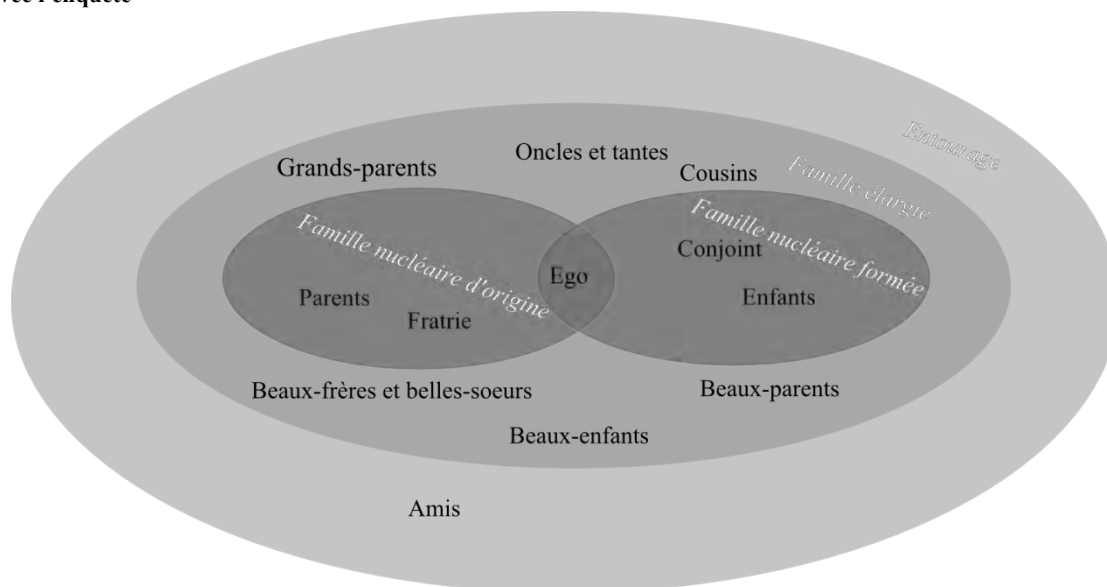 l'enquête
Entourage
Oncles et tantes
Grands-parents
Cousins
Famille élargie
Famille nucléaire d'origine
Famille nucléaire formée
Conjoint
Ego
Parents
Enfants
Fratrie
Beaux-frères et belles-soeurs
Beaux-parents
Beaux-enfants
Amis